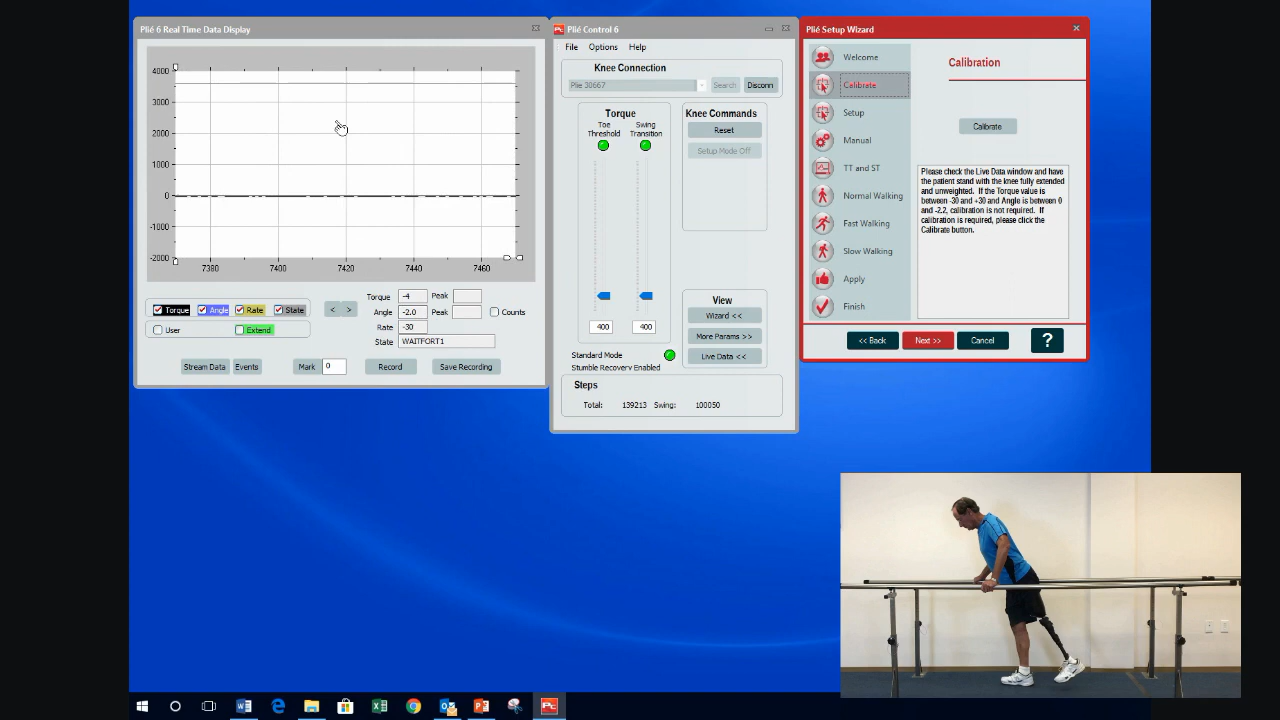 Plié 6 Real Time Data Display
4000
3000
2000
1000
0
-1000
-2000
7380
7400
7420
7440
7460
Torque
Angle
Rate
State
User
Extend
<
>
Torque
-4
Peak
Angle
-2.0
Peak
Counts
Rate
-30
State
WAITFORT1
Stream Data
Events
Mark
0
Record
Save Recording
Plié Control 6
File
Options
Help
Knee Connection
Plie 30667
Search
Disconn
Torque
Toe
Threshold
Swing
Transition
400
400
Standard Mode
Stumble Recovery Enabled
Knee Commands
Reset
Setup Mode Off
View
Wizard <<
More Params >>
Live Data <<
Steps
Total: 139213 Swing: 100050
Plié Setup Wizard
Welcome
Calibrate
Setup
Manual
TT and ST
Normal Walking
Fast Walking
Slow Walking
Apply
Finish
Calibration
Calibrate
Please check the Live Data window and have
the patient stand with the knee fully extended
and unweighted. If the Torque value is
between -30 and +30 and Angle is between 0
and -2.2, calibration is not required. If
calibration is required, please click the
Calibrate button.
<< Back
Next >>
Cancel
?